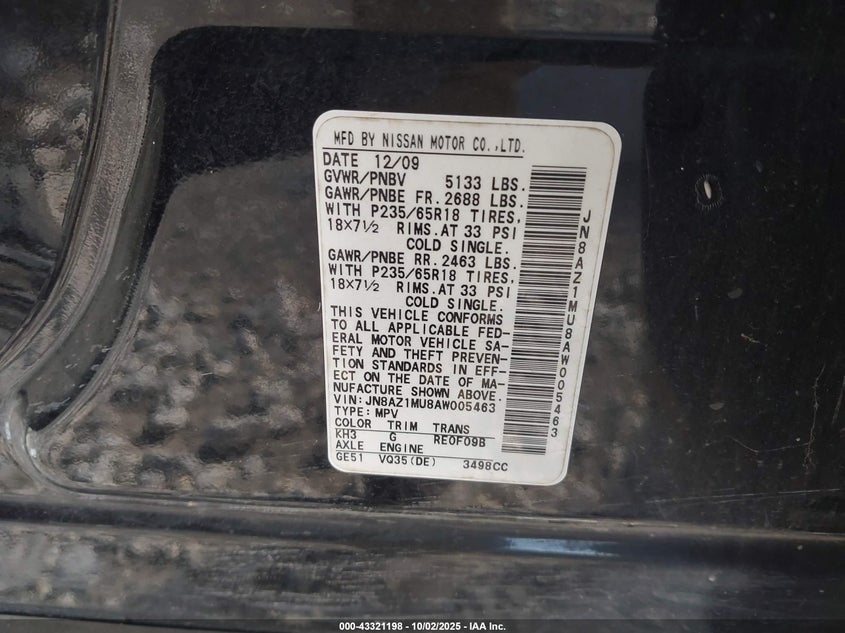 MFD BY NISSAN MOTOR CO.,LTD.
DATE 12/09
GVWR/PNBV 5133 LBS.
GAWR/PNBE FR. 2688 LBS.
WITH P235/65R18 TIRES,
18×7½ RIMS. AT 33 PSI
COLD SINGLE.
GAWR/PNBE RR. 2463 LBS.
WITH P235/65R18 TIRES,
18×7½ RIMS. AT 33 PSI
COLD SINGLE.
THIS VEHICLE CONFORMS
TO ALL APPLICABLE FED-
ERAL MOTOR VEHICLE SA-
FETY AND THEFT PREVEN-
TION STANDARDS IN EFF-
ECT ON THE DATE OF MA-
NUFACTURE SHOWN ABOVE.
VIN: JN8AZ1MU8AW005463
TYPE: MPV
COLOR TRIM TRANS
KH3 G RE0F09B
AXLE ENGINE
GE51 VQ35(DE) 3498CC
JN8AZ1MU8AW005463
000-43321198 - 10/02/2025 - IAA Inc.